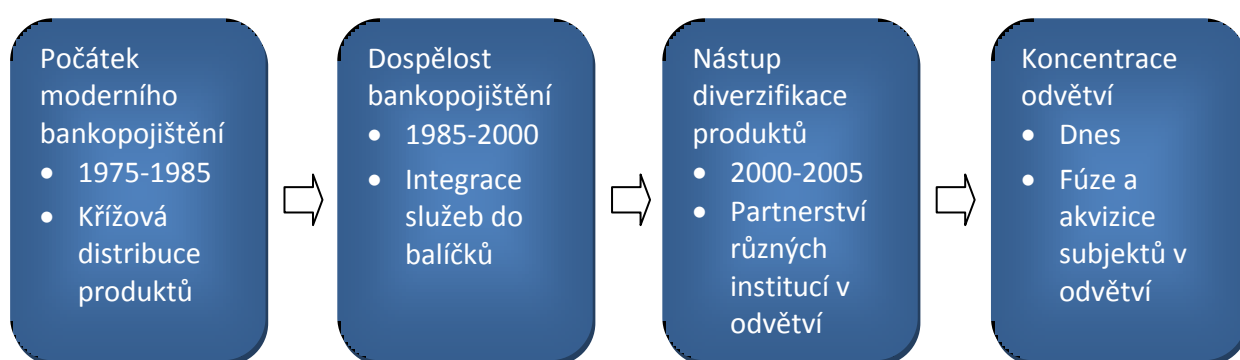 Počátek
moderního
bankopojištění
• 1975-1985
• Křížová
distribuce
produktů
Dospělost
bankopojištění
• 1985-2000
• Integrace
služeb do
balíčků
Nástup
diverzifikace
produktů
• 2000-2005
• Partnerství
různých
institucí v
odvětví
Koncentrace
odvětví
• Dnes
• Fúze a
akvizice
subjektů v
odvětví